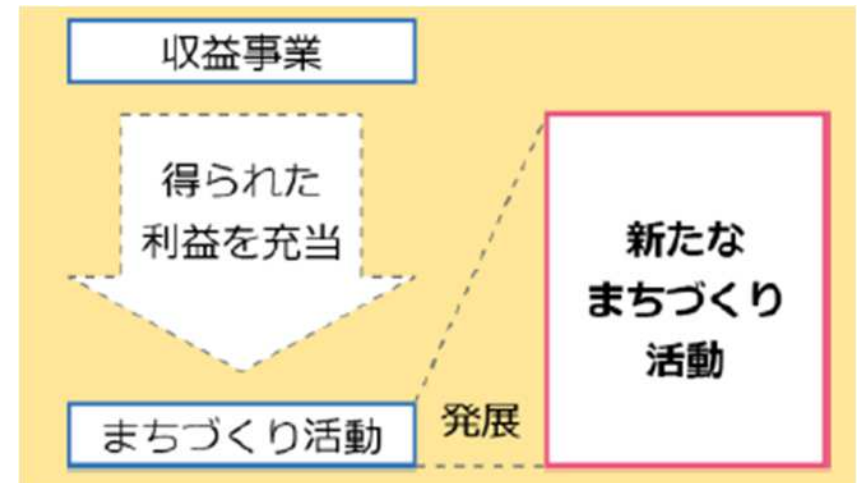 収益事業
得られた
利益を充当
まちづくり活動
発展
新たな
まちづくり
活動